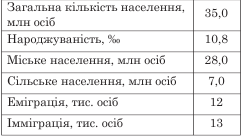 Загальна кількість населення,
млн осіб 35,0
Народжуваність, ‰ 10,8
Міське населення, млн осіб 28,0
Сільське населення, млн осіб 7,0
Еміграція, тис. осіб 12
Імміграція, тис. осіб 13